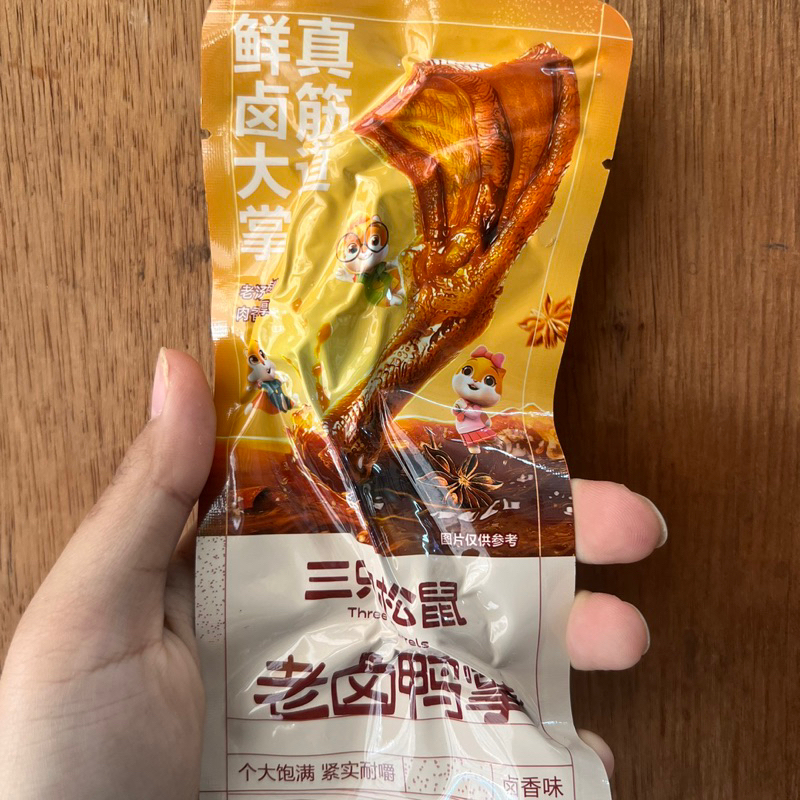 真筋道
鲜卤大掌
图片仅供参考
三只松鼠
Three
老卤鸭掌
个大饱满 紧实耐嚼
卤香味